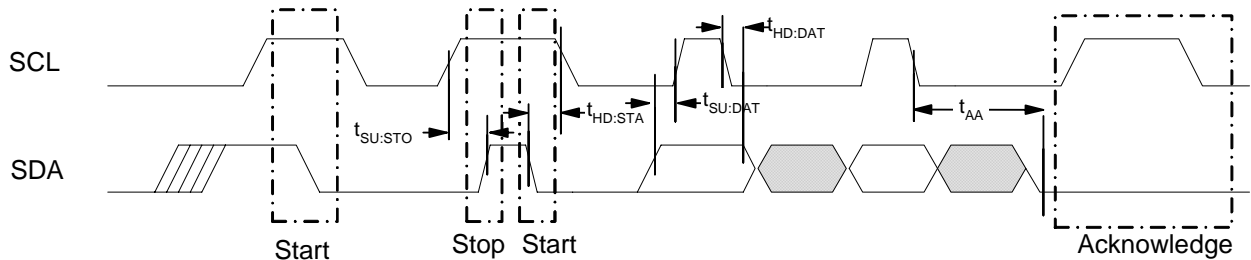 SCL
t HD:DAT
t HD:STA
t SU:DAT
t AA
t SU:STO
SDA
Start
Stop
Start
Acknowledge